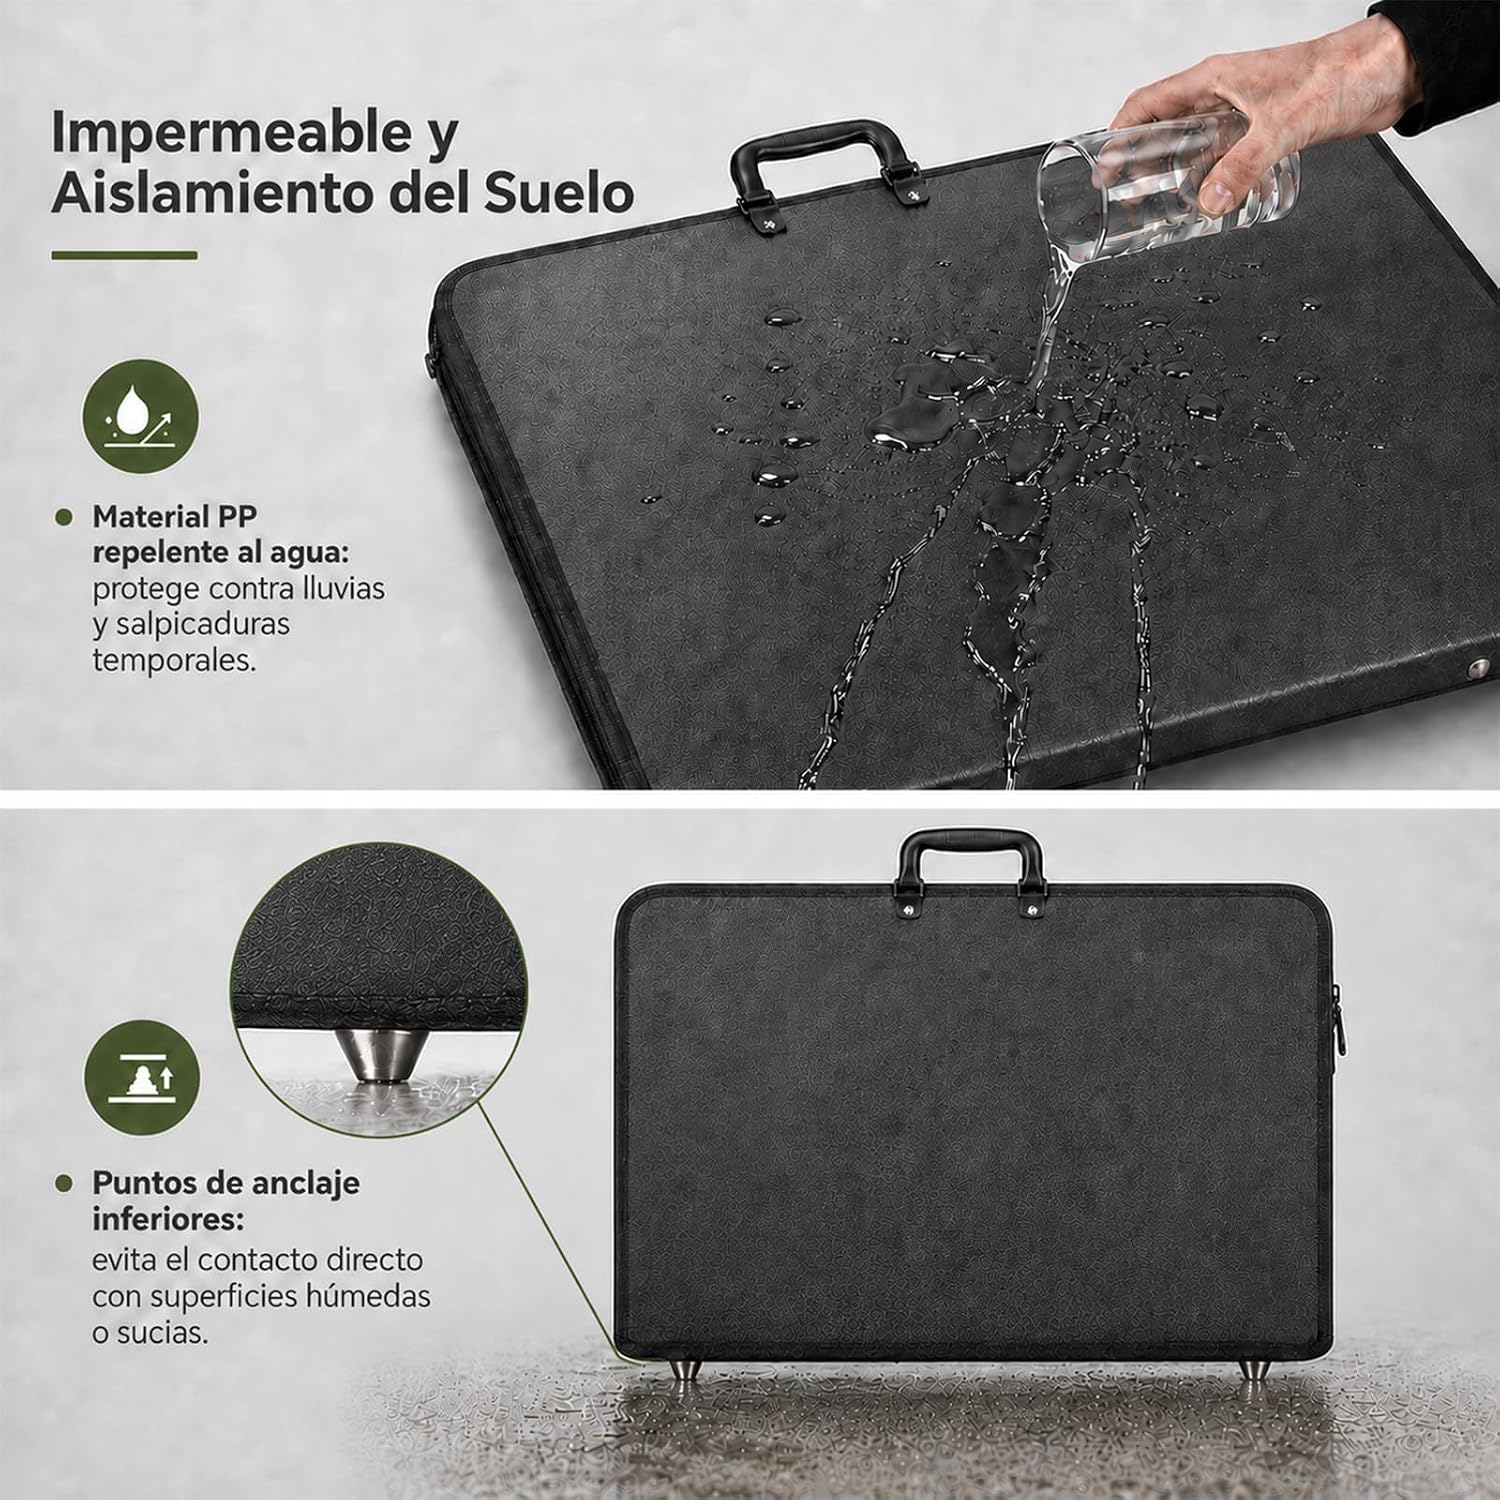 Impermeable y
Aislamiento del Suelo
Material PP
repelente al agua:
protege contra lluvias
y salpicaduras
temporales.
Puntos de anclaje
inferiores:
evita el contacto directo
con superficies húmedas
o sucias.